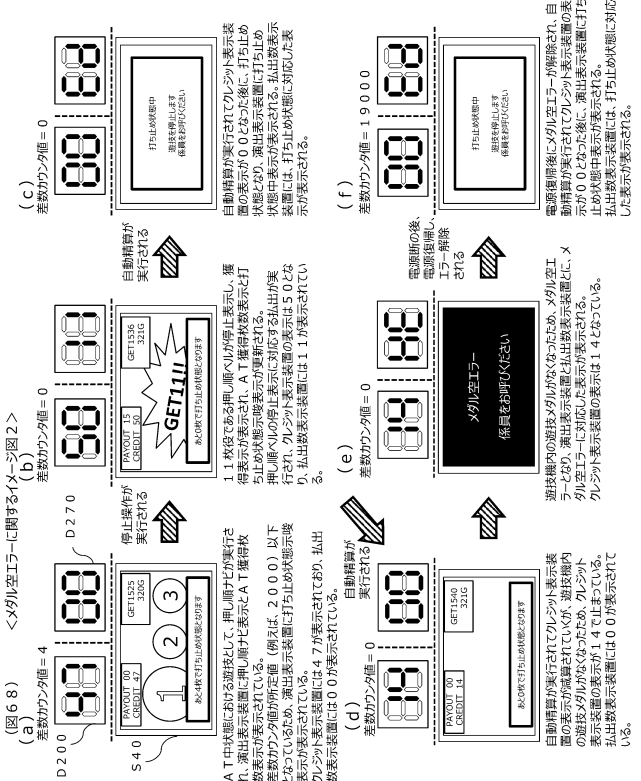 (図68)　<メダル空エラーに関するイメージ図2>
(a)
差数カウンタ値=4
D200
D270
S40
47
00
PAYOUT 00
CREDIT 47
GET1525
320G
1 2 3
あと4枚で打ち止め状態となります
AT中状態における遊技として、押し順ナビが実行さ
れ、演出表示装置に押し順ナビ表示とAT獲得枚
数表示が表示されている。
差数カウンタ値が所定値（例えば、2000）以下
となっているため、演出表示装置に打ち止め状態示唆
表示が表示されている。
クレジット表示装置には47が表示されており、払出
数表示装置には00が表示されている。
停止操作が
実行される
(b)
差数カウンタ値=0
50
11
PAYOUT 15
CREDIT 50
GET1536
321G
GET11!!
あと0枚で打ち止め状態となります
11枚役である押し順ベルが停止表示し、獲
得表示が表示され、AT獲得枚数表示と打
ち止め状態示唆表示が更新される。
押し順ベルの停止表示に対応する払出が実
行され、クレジット表示装置の表示は50とな
り、払出数表示装置には11が表示されてい
る。
自動精算が
実行される
(c)
差数カウンタ値=0
00
打ち止め状態中
遊技を停止します
係員をお呼びください
自動精算が実行されてクレジット表示装
置の表示が00となった後に、打ち止め
状態となり、演出表示装置に打ち止め
状態中表示が表示される。払出数表示
装置には、打ち止め状態に対応した表
示が表示される。
自動精算が
実行される
(d)
差数カウンタ値=0
14
00
PAYOUT 00
CREDIT 14
GET1540
321G
あと0枚で打ち止め状態となります
自動精算が実行されてクレジット表示装
置の表示が減算されていくが、遊技機内
の遊技メダルがなくなったため、クレジット
表示装置の表示が14で止まっている。
払出数表示装置には00が表示されて
いる。
(e)
差数カウンタ値=0
14
メダル空エラー
係員をお呼びください
遊技機内の遊技メダルがなくなったため、メダル空エ
ラーとなり、演出表示装置と払出数表示装置とに、メ
ダル空エラーに対応した表示が表示される。
クレジット表示装置の表示は14となっている。
電源断の後、
電源復帰し、
エラー解除
される
(f)
差数カウンタ値=19000
00
打ち止め状態中
遊技を停止します
係員をお呼びください
電源復帰後にメダル空エラーが解除され、自
動精算が実行されてクレジット表示装置の表
示が00となった後に、演出表示装置に打ち
止め状態中表示が表示される。
払出数表示装置には、打ち止め状態に対応
した表示が表示される。